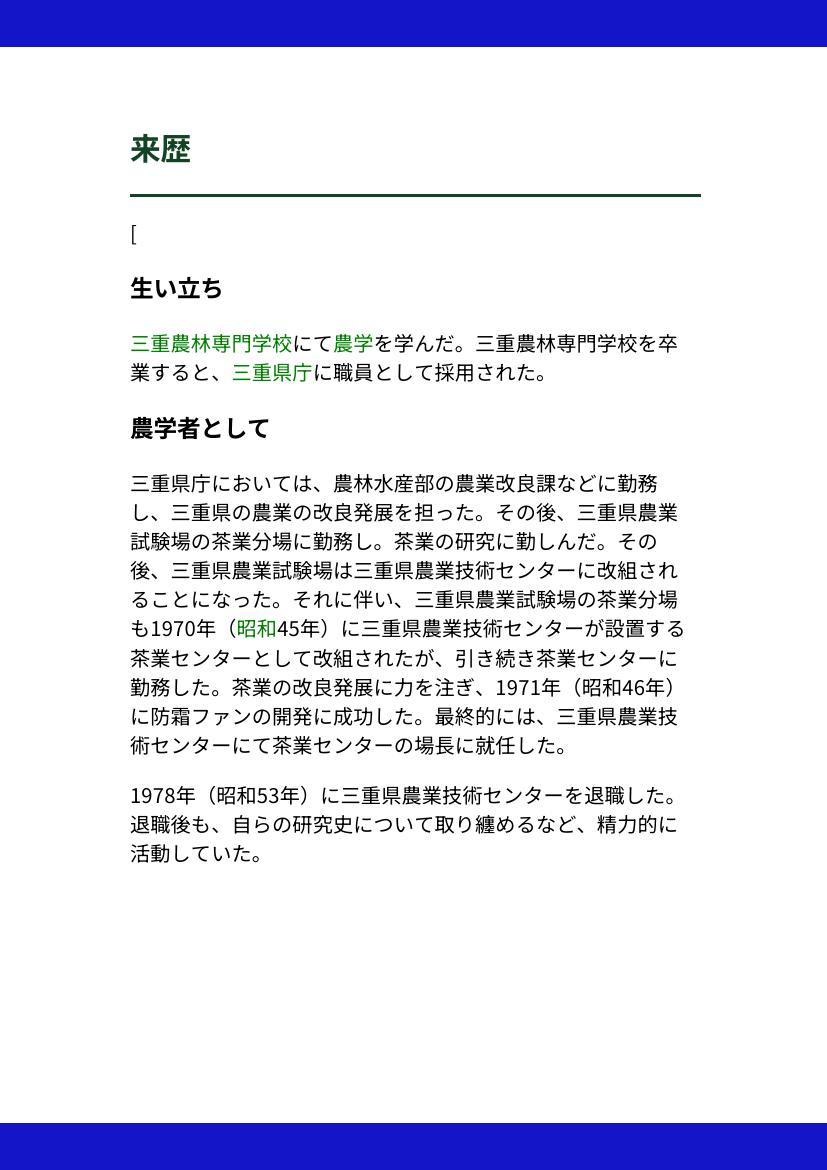 来歴
[
生い立ち
三重農林専門学校にて農学を学んだ。三重農林専門学校を卒
業すると、三重県庁に職員として採用された。
農学者として
三重県庁においては、農林水産部の農業改良課などに勤務
し、三重県の農業の改良発展を担った。その後、三重県農業
試験場の茶業分場に勤務し。茶業の研究に勤しんだ。その
後、三重県農業試験場は三重県農業技術センターに改組され
ることになった。それに伴い、三重県農業試験場の茶業分場
も1970年（昭和45年）に三重県農業技術センターが設置する
茶業センターとして改組されたが、引き続き茶業センターに
勤務した。茶業の改良発展に力を注ぎ、1971年（昭和46年）
に防霜ファンの開発に成功した。最終的には、三重県農業技
術センターにて茶業センターの場長に就任した。
1978年（昭和53年）に三重県農業技術センターを退職した。
退職後も、自らの研究史について取り纏めるなど、精力的に
活動していた。